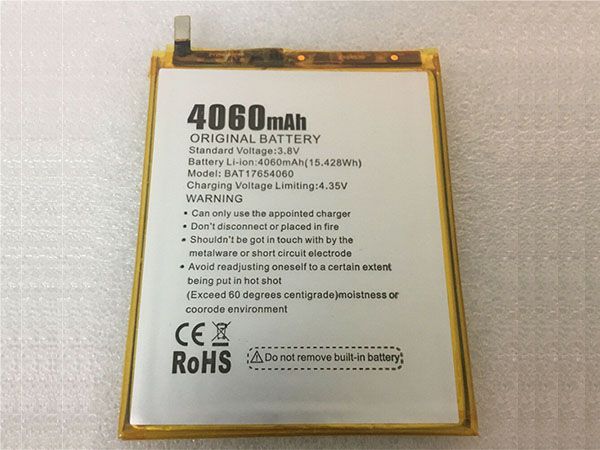 4060mAh
ORIGINAL BATTERY
Standard Voltage:3.8V
Battery Li-ion:4060mAh(15.428Wh)
Model: BAT17654060
Charging Voltage Limiting:4.35V
WARNING
• Can only use the appointed charger
• Don't disconnect or placed in fire
• Shouldn't be got in touch with by the
metalware or short circuit electrode
• Avoid readjusting oneself to a certain extent
being put in hot shot
(Exceed 60 degrees centigrade)moistness or
coorode environment
CE
RoHS
Do not remove built-in battery